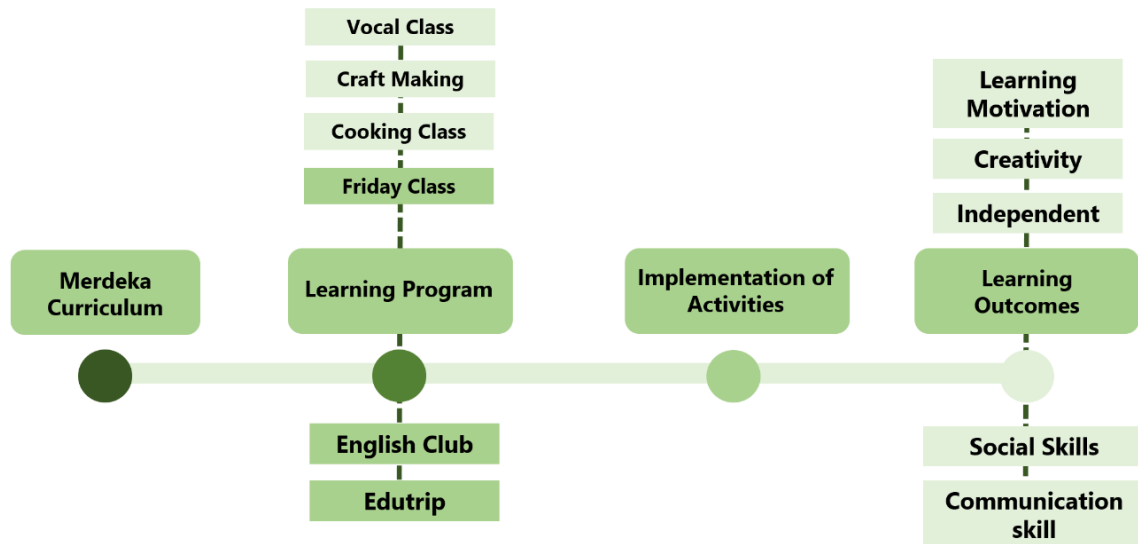 Vocal Class
Craft Making
Cooking Class
Friday Class
Learning
Motivation
Creativity
Independent
Merdeka
Curriculum
Learning Program
Implementation of
Activities
Learning
Outcomes
English Club
Edutrip
Social Skills
Communication
skill